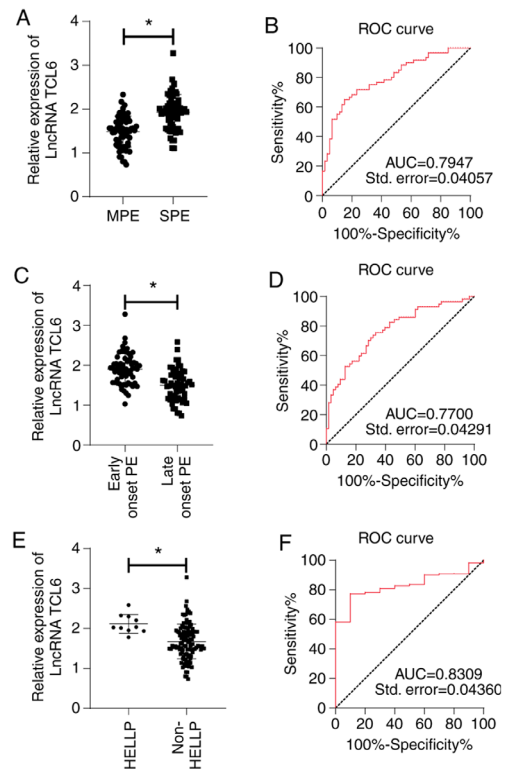 A
Relative expression of
LncRNA TCL6
4
3
2
1
0
*
MPE
SPE
B
ROC curve
Sensitivity%
100
80
60
40
20
0
0 20 40 60 80 100
AUC=0.7947
Std. error=0.04057
100%-Specificity%
C
Relative expression of
LncRNA TCL6
4
3
2
1
0
*
Early
onset PE
Late
onset PE
D
ROC curve
Sensitivity%
100
80
60
40
20
0
0 20 40 60 80 100
AUC=0.7700
Std. error=0.04291
100%-Specificity%
E
Relative expression of
LncRNA TCL6
4
3
2
1
0
*
HELLP
Non-
HELLP
F
ROC curve
Sensitivity%
100
80
60
40
20
0
0 20 40 60 80 100
AUC=0.8309
Std. error=0.04360
100%-Specificity%